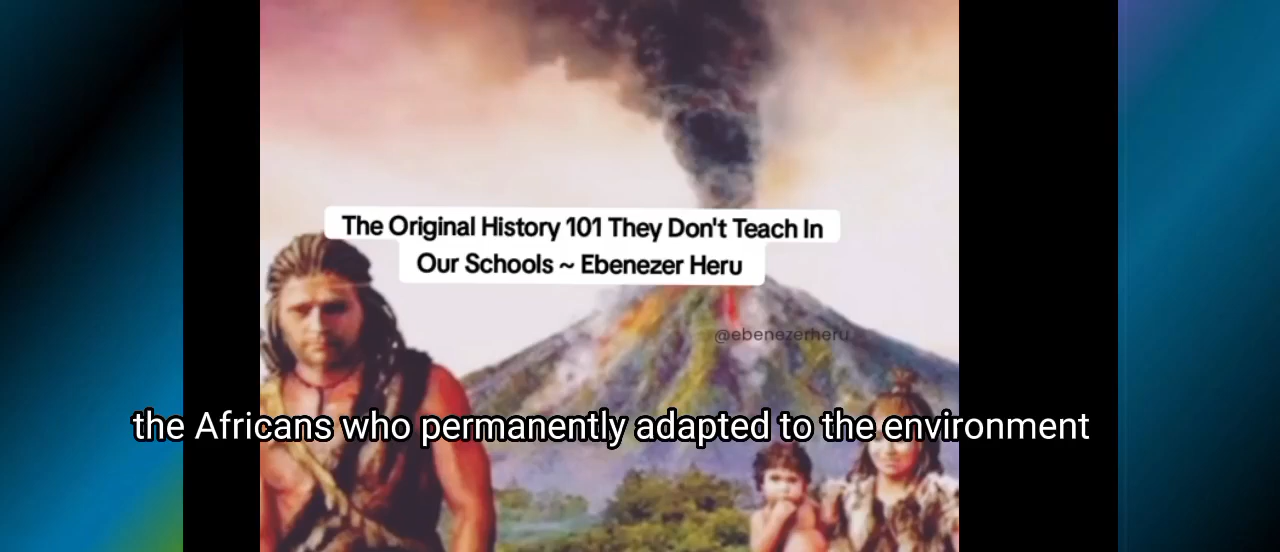 The Original History 101 They Don't Teach In
Our Schools ~ Ebenezer Heru
@ebenezerheru
the Africans who permanently adapted to the environment